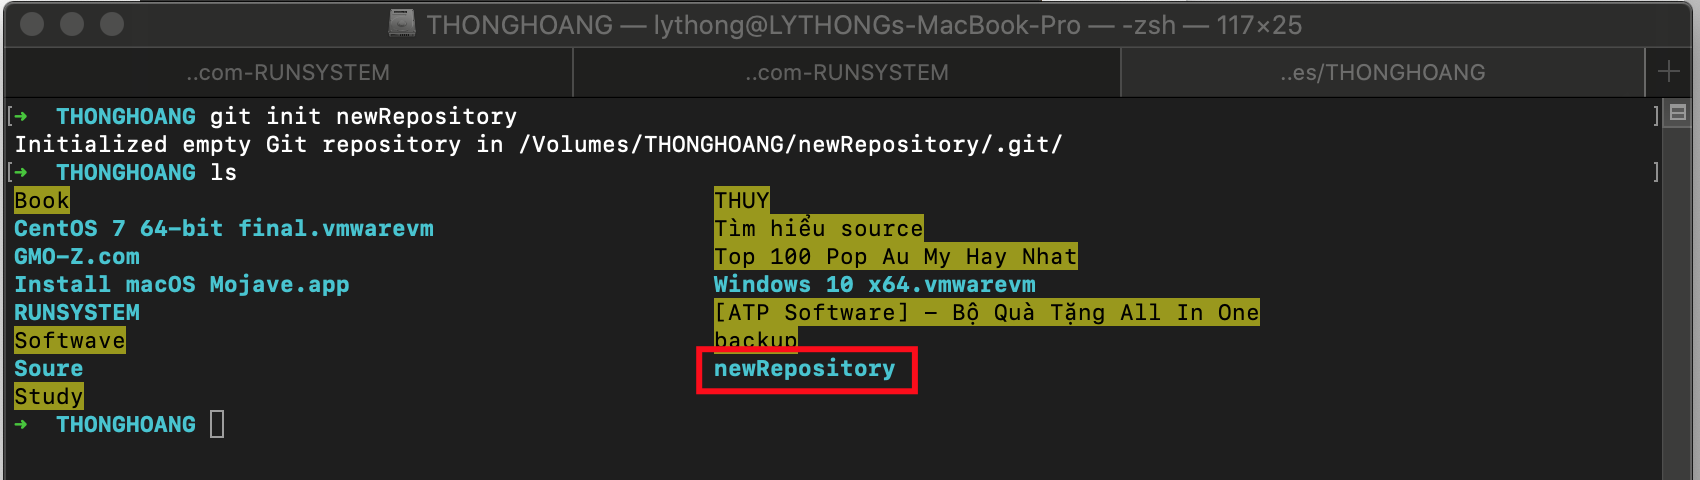 THONGHOANG — lythong@LYTHONGs-MacBook-Pro — -zsh — 117×25
..com-RUNSYSTEM ..com-RUNSYSTEM ..es/THONGHOANG
[➜ THONGHOANG git init newRepository ]
Initialized empty Git repository in /Volumes/THONGHOANG/newRepository/.git/
[➜ THONGHOANG ls ]
Book THUY
CentOS 7 64-bit final.vmwarevm Tìm hiểu source
GMO-Z.com Top 100 Pop Au My Hay Nhat
Install macOS Mojave.app Windows 10 x64.vmwarevm
RUNSYSTEM [ATP Software] – Bộ Quà Tặng All In One
Softwave backup
Soure newRepository
Study
➜ THONGHOANG